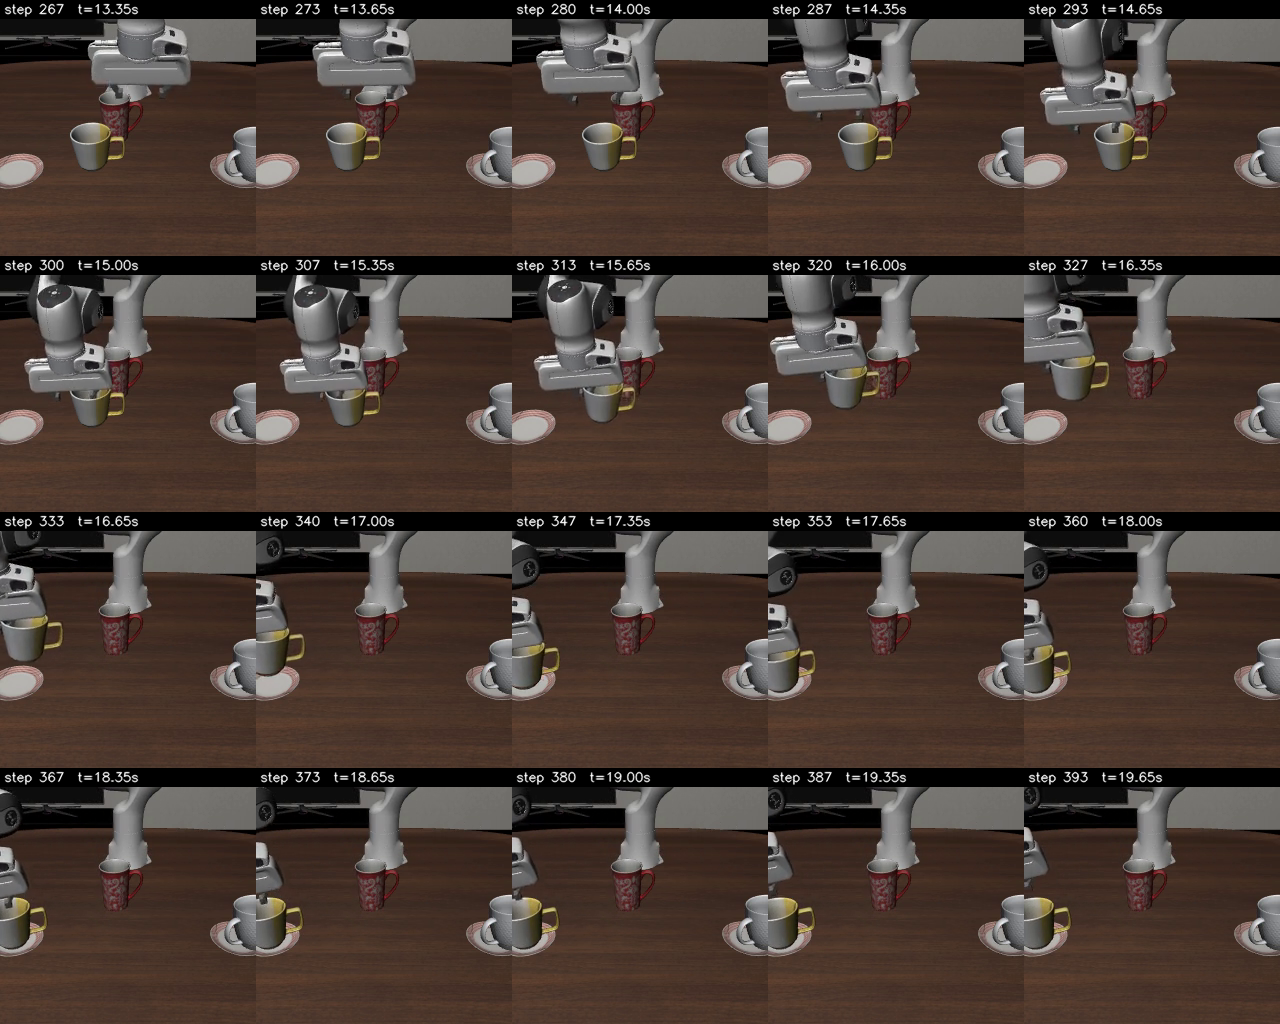 step 267 t=13.35s
step 273 t=13.65s
step 280 t=14.00s
step 287 t=14.35s
step 293 t=14.65s
step 300 t=15.00s
step 307 t=15.35s
step 313 t=15.65s
step 320 t=16.00s
step 327 t=16.35s
step 333 t=16.65s
step 340 t=17.00s
step 347 t=17.35s
step 353 t=17.65s
step 360 t=18.00s
step 367 t=18.35s
step 373 t=18.65s
step 380 t=19.00s
step 387 t=19.35s
step 393 t=19.65s